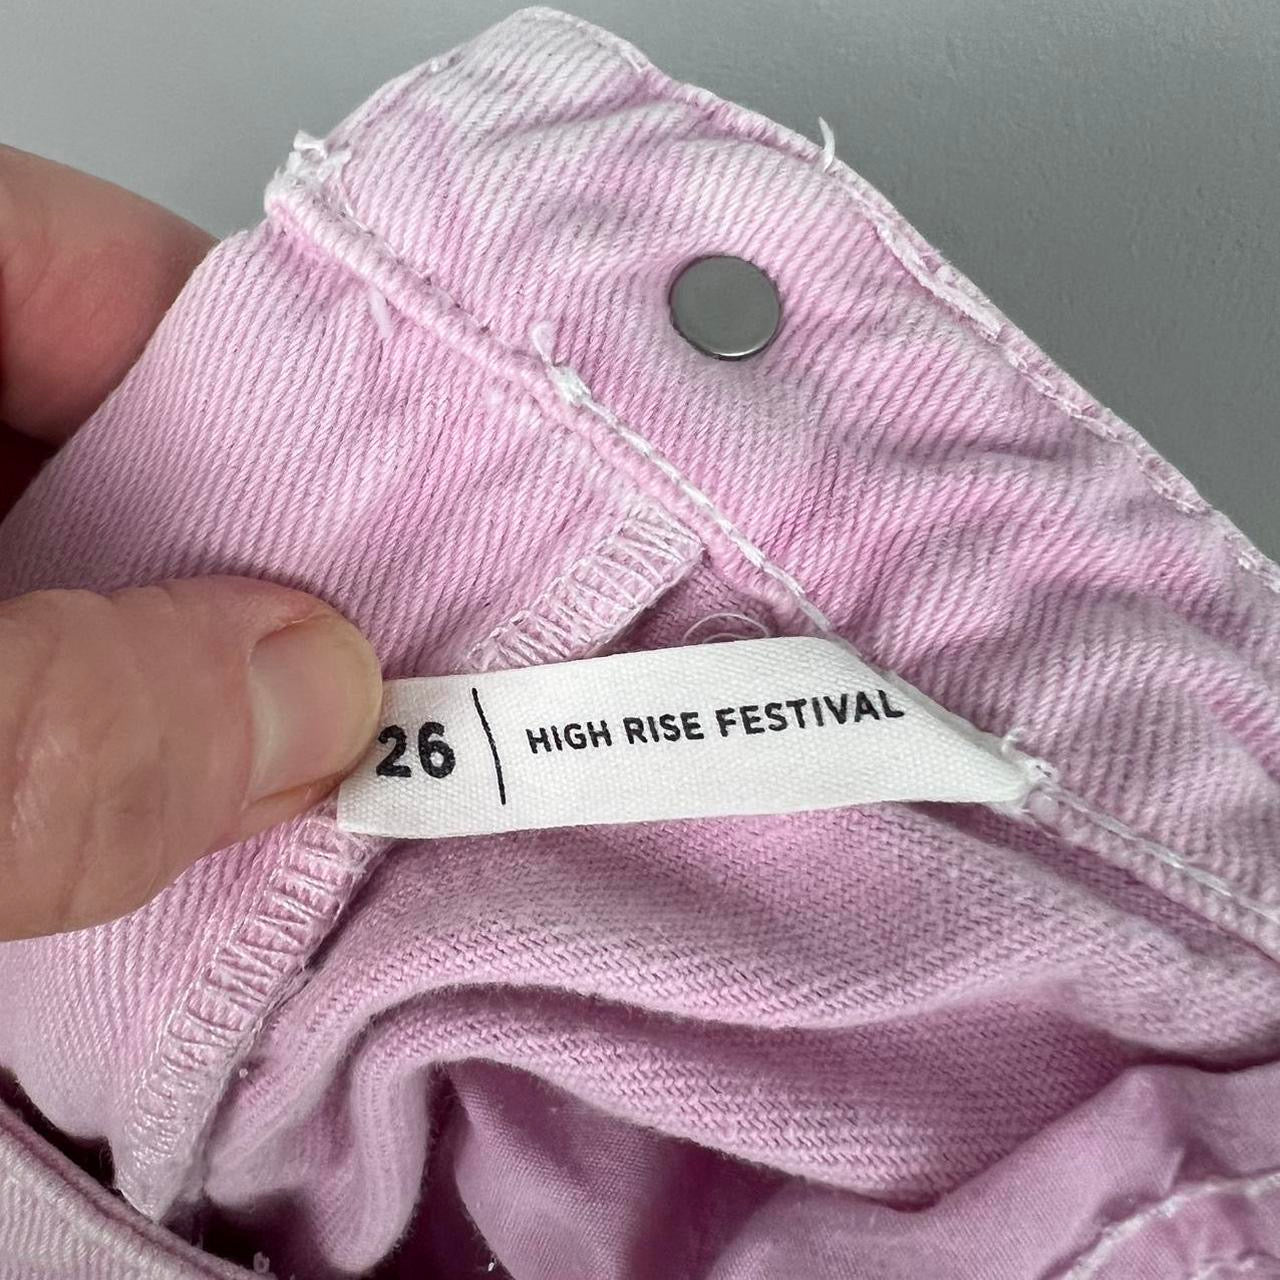 26 | HIGH RISE FESTIVAL